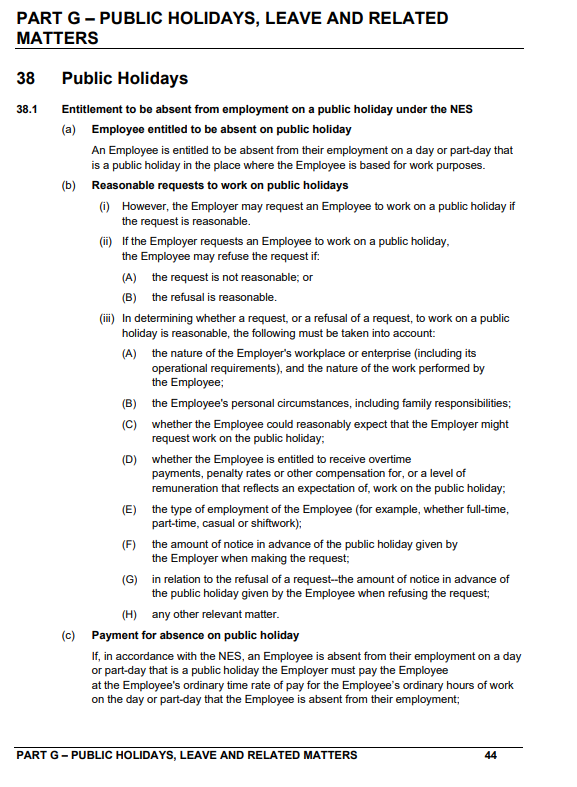 PART G – PUBLIC HOLIDAYS, LEAVE AND RELATED
MATTERS
38 Public Holidays
38.1 Entitlement to be absent from employment on a public holiday under the NES
(a) Employee entitled to be absent on public holiday
An Employee is entitled to be absent from their employment on a day or part-day that
is a public holiday in the place where the Employee is based for work purposes.
(b) Reasonable requests to work on public holidays
(i) However, the Employer may request an Employee to work on a public holiday if
the request is reasonable.
(ii) If the Employer requests an Employee to work on a public holiday,
the Employee may refuse the request if:
(A) the request is not reasonable; or
(B) the refusal is reasonable.
(iii) In determining whether a request, or a refusal of a request, to work on a public
holiday is reasonable, the following must be taken into account:
(A) the nature of the Employer's workplace or enterprise (including its
operational requirements), and the nature of the work performed by
the Employee;
(B) the Employee's personal circumstances, including family responsibilities;
(C) whether the Employee could reasonably expect that the Employer might
request work on the public holiday;
(D) whether the Employee is entitled to receive overtime
payments, penalty rates or other compensation for, or a level of
remuneration that reflects an expectation of, work on the public holiday;
(E) the type of employment of the Employee (for example, whether full-time,
part-time, casual or shiftwork);
(F) the amount of notice in advance of the public holiday given by
the Employer when making the request;
(G) in relation to the refusal of a request--the amount of notice in advance of
the public holiday given by the Employee when refusing the request;
(H) any other relevant matter.
(c) Payment for absence on public holiday
If, in accordance with the NES, an Employee is absent from their employment on a day
or part-day that is a public holiday the Employer must pay the Employee
at the Employee's ordinary time rate of pay for the Employee's ordinary hours of work
on the day or part-day that the Employee is absent from their employment;
PART G – PUBLIC HOLIDAYS, LEAVE AND RELATED MATTERS 44